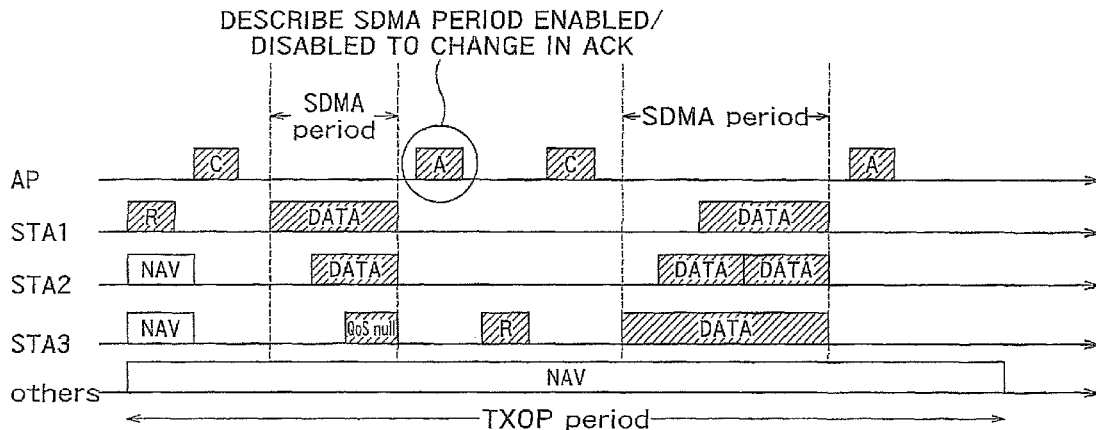 DESCRIBE SDMA PERIOD ENABLED/
DISABLED TO CHANGE IN ACK
SDMA
period
SDMA period
AP
C
A
C
A
STA1
R
DATA
DATA
STA2
NAV
DATA
DATA
DATA
STA3
NAV
QoS null
R
DATA
others
NAV
TXOP period